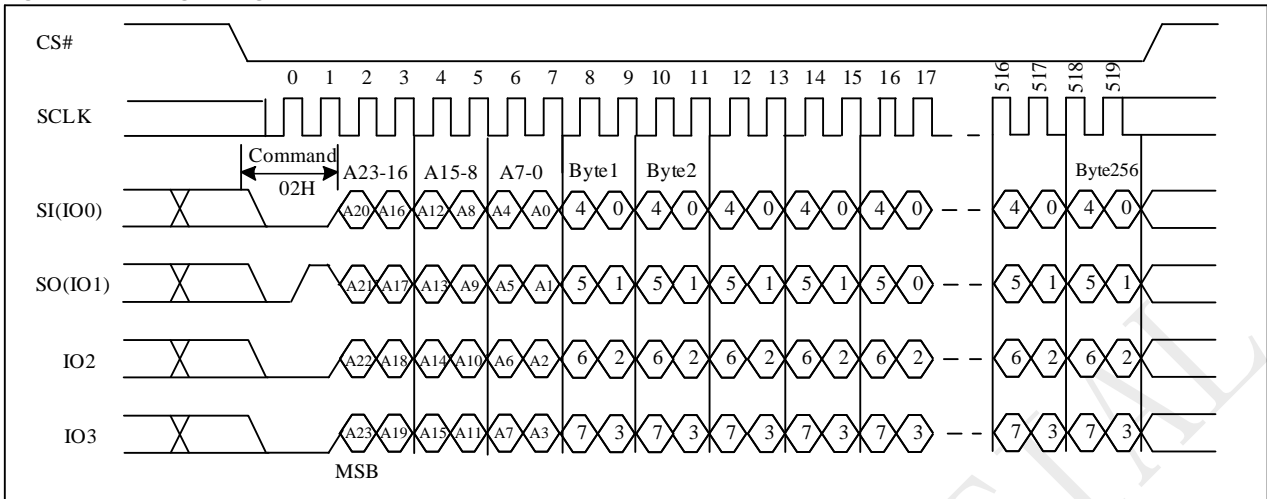 CS#
0 1 2 3 4 5 6 7 8 9 10 11 12 13 14 15 16 17 516 517 518 519
SCLK
Command
02H
A23-16 A15-8 A7-0 Byte1 Byte2 Byte256
SI(IO0) A20 A16 A12 A8 A4 A0 4 0 4 0 4 0 4 0 4 0 4 0 4 0
SO(IO1) A21 A17 A13 A9 A5 A1 5 1 5 1 5 1 5 1 5 0 5 1 5 1
IO2 A22 A18 A14 A10 A6 A2 6 2 6 2 6 2 6 2 6 2 6 2 6 2
IO3 A23 A19 A15 A11 A7 A3 7 3 7 3 7 3 7 3 7 3 7 3 7 3
MSB